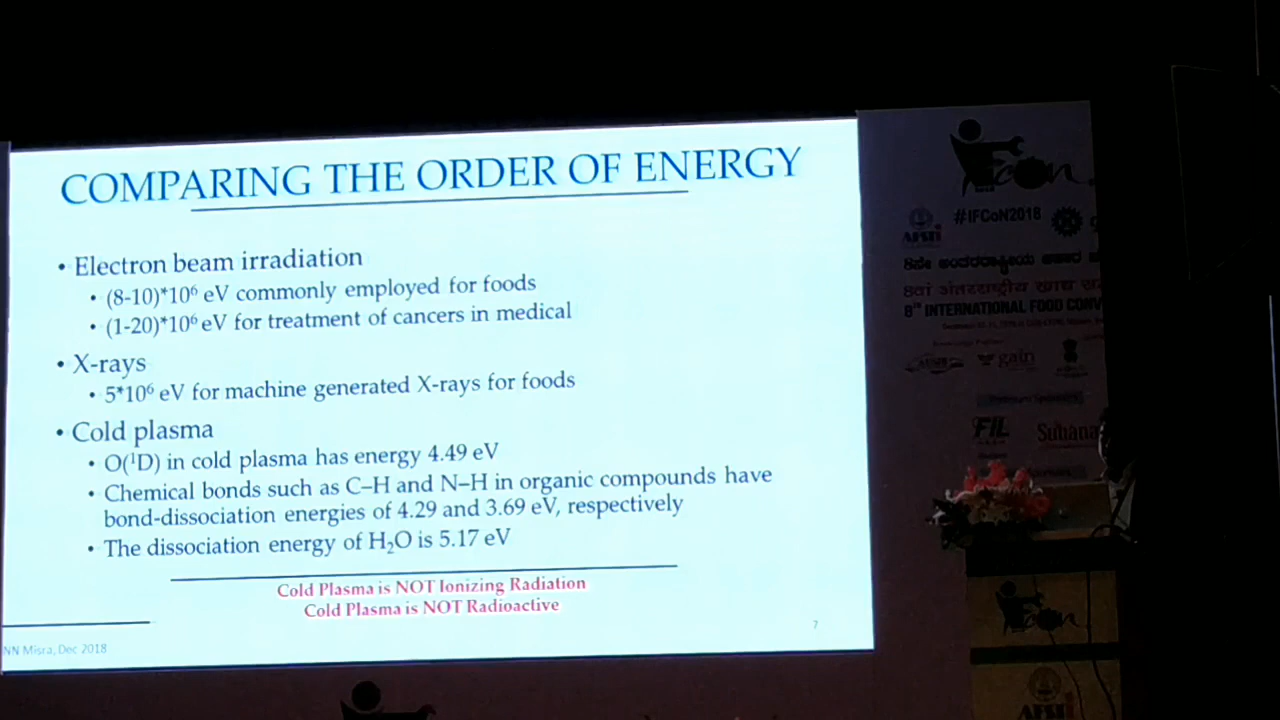 COMPARING THE ORDER OF ENERGY
• Electron beam irradiation
• (8-10)*10⁶ eV commonly employed for foods
• (1-20)*10⁶ eV for treatment of cancers in medical
• X-rays
• 5*10⁶ eV for machine generated X-rays for foods
• Cold plasma
• O(¹D) in cold plasma has energy 4.49 eV
• Chemical bonds such as C–H and N–H in organic compounds have
bond-dissociation energies of 4.29 and 3.69 eV, respectively
• The dissociation energy of H₂O is 5.17 eV
Cold Plasma is NOT Ionizing Radiation
Cold Plasma is NOT Radioactive
NN Misra, Dec 2018
7
#IFCoN2018
8वां अंतरराष्ट्रीय खाद्य
8th INTERNATIONAL FOOD CONV
gain
FIL
Suhana